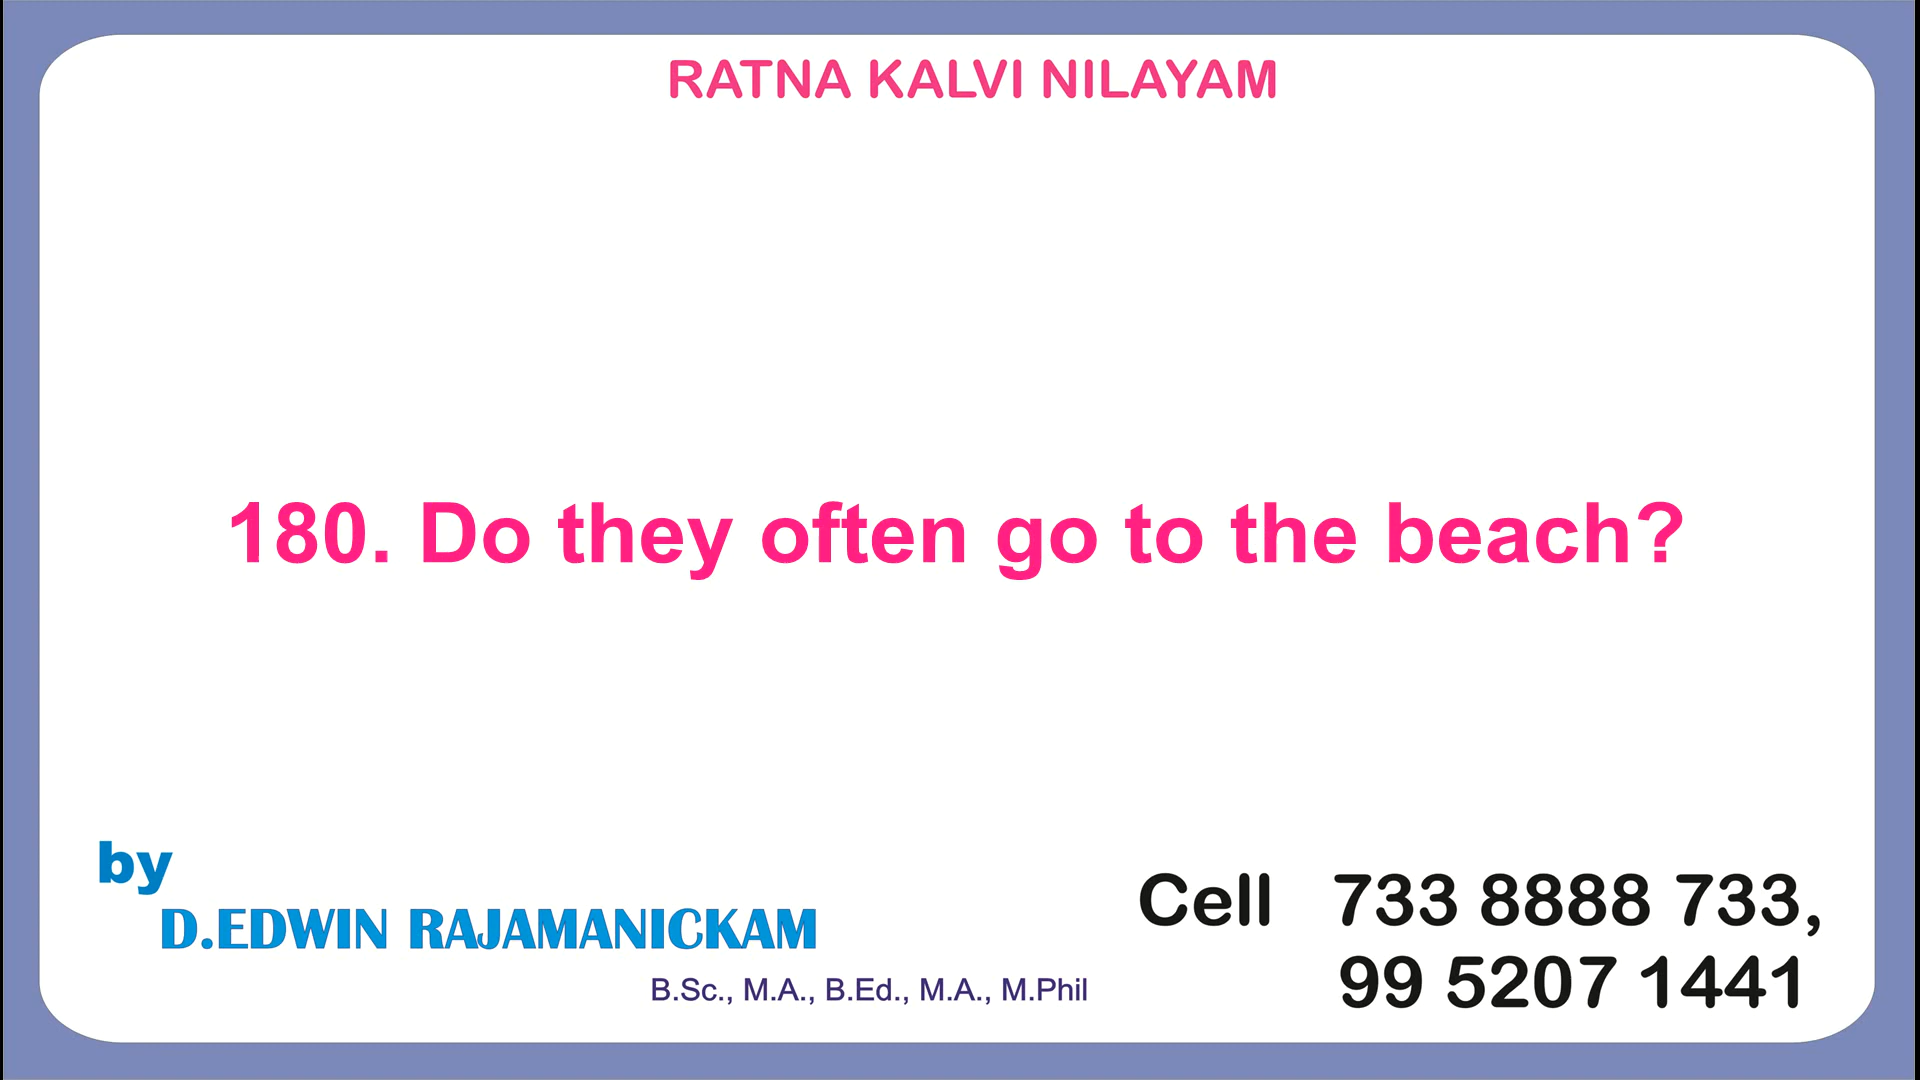 RATNA KALVI NILAYAM
180. Do they often go to the beach?
by
D.EDWIN RAJAMANICKAM
B.Sc., M.A., B.Ed., M.A., M.Phil
Cell 733 8888 733,
99 5207 1441